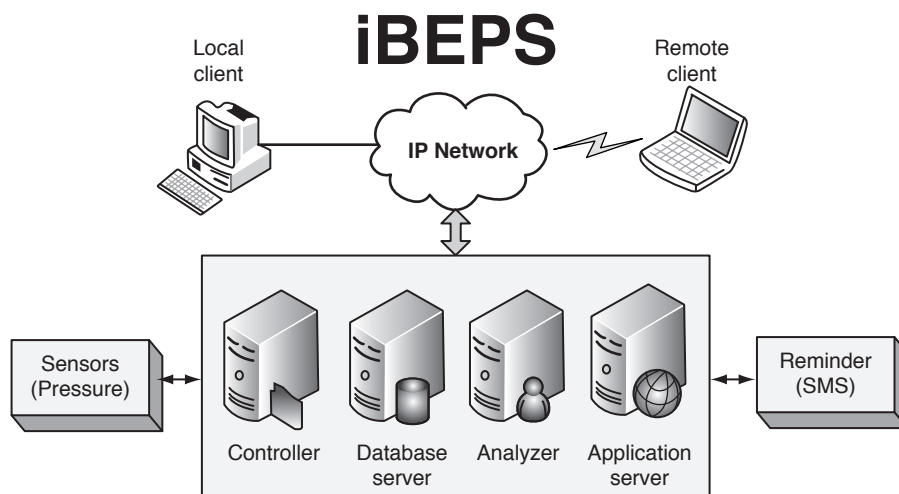 iBEPS
Local
client
Remote
client
IP Network
Sensors
(Pressure)
Reminder
(SMS)
Controller
Database
server
Analyzer
Application
server